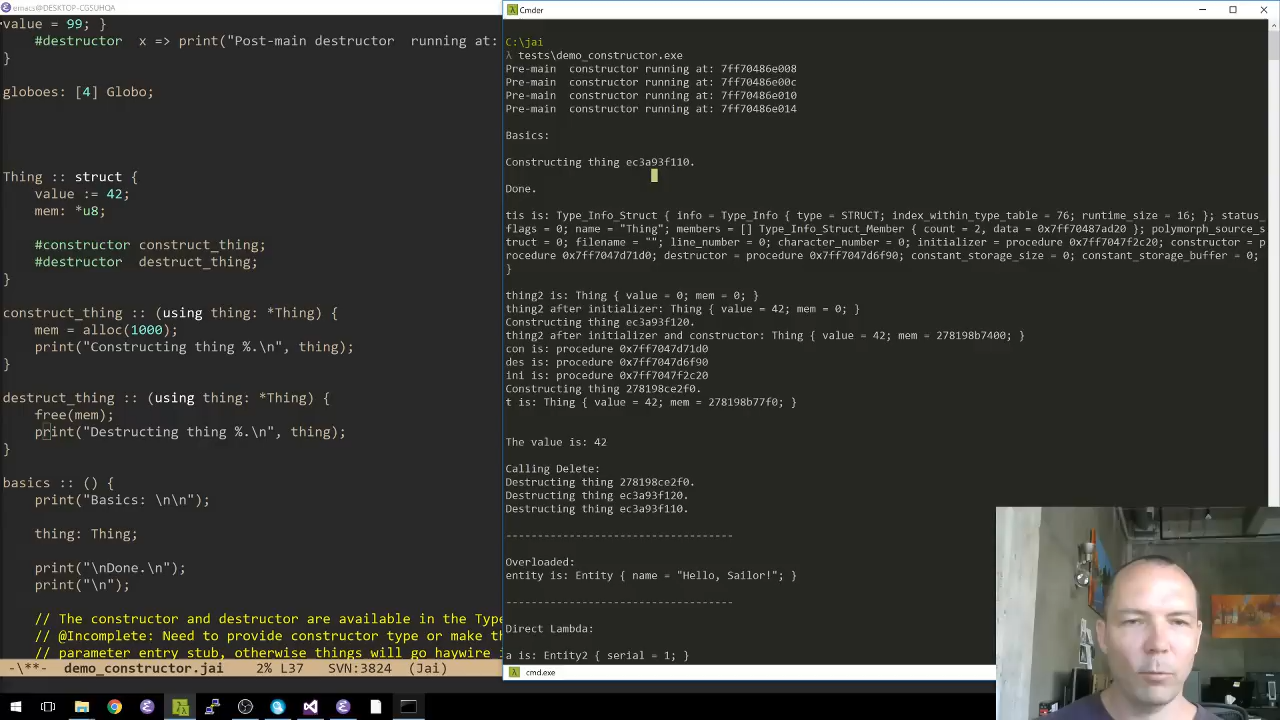 emacs@DESKTOP-CGSUHQA
value = 99; }
    #destructor  x => print("Post-main destructor  running at:
}
globoes: [4] Globo;
Thing :: struct {
    value := 42;
    mem: *u8;
    #constructor construct_thing;
    #destructor  destruct_thing;
}
construct_thing :: (using thing: *Thing) {
    mem = alloc(1000);
    print("Constructing thing %.\n", thing);
}
destruct_thing :: (using thing: *Thing) {
    free(mem);
    print("Destructing thing %.\n", thing);
}
basics :: () {
    print("Basics: \n\n");
    thing: Thing;
    print("\nDone.\n");
    print("\n");
    // The constructor and destructor are available in the Type
    // @Incomplete: Need to provide constructor type or make th
    // parameter entry stub, otherwise things will go haywire i
-\**-  demo_constructor.jai    2% L37    SVN:3824  (Jai)
Cmder
C:\jai
λ tests\demo_constructor.exe
Pre-main  constructor running at: 7ff70486e008
Pre-main  constructor running at: 7ff70486e00c
Pre-main  constructor running at: 7ff70486e010
Pre-main  constructor running at: 7ff70486e014
Basics:
Constructing thing ec3a93f110.
Done.
tis is: Type_Info_Struct { info = Type_Info { type = STRUCT; index_within_type_table = 76; runtime_size = 16; }; status_
flags = 0; name = "Thing"; members = [] Type_Info_Struct_Member { count = 2, data = 0x7ff70487ad20 }; polymorph_source_s
truct = 0; filename = ""; line_number = 0; character_number = 0; initializer = procedure 0x7ff7047f2c20; constructor = p
rocedure 0x7ff7047d71d0; destructor = procedure 0x7ff7047d6f90; constant_storage_size = 0; constant_storage_buffer = 0;
}
thing2 is: Thing { value = 0; mem = 0; }
thing2 after initializer: Thing { value = 42; mem = 0; }
Constructing thing ec3a93f120.
thing2 after initializer and constructor: Thing { value = 42; mem = 278198b7400; }
con is: procedure 0x7ff7047d71d0
des is: procedure 0x7ff7047d6f90
ini is: procedure 0x7ff7047f2c20
Constructing thing 278198ce2f0.
t is: Thing { value = 42; mem = 278198b77f0; }
The value is: 42
Calling Delete:
Destructing thing 278198ce2f0.
Destructing thing ec3a93f120.
Destructing thing ec3a93f110.
-----------------------------------
Overloaded:
entity is: Entity { name = "Hello, Sailor!"; }
-----------------------------------
Direct Lambda:
a is: Entity2 { serial = 1; }
cmd.exe